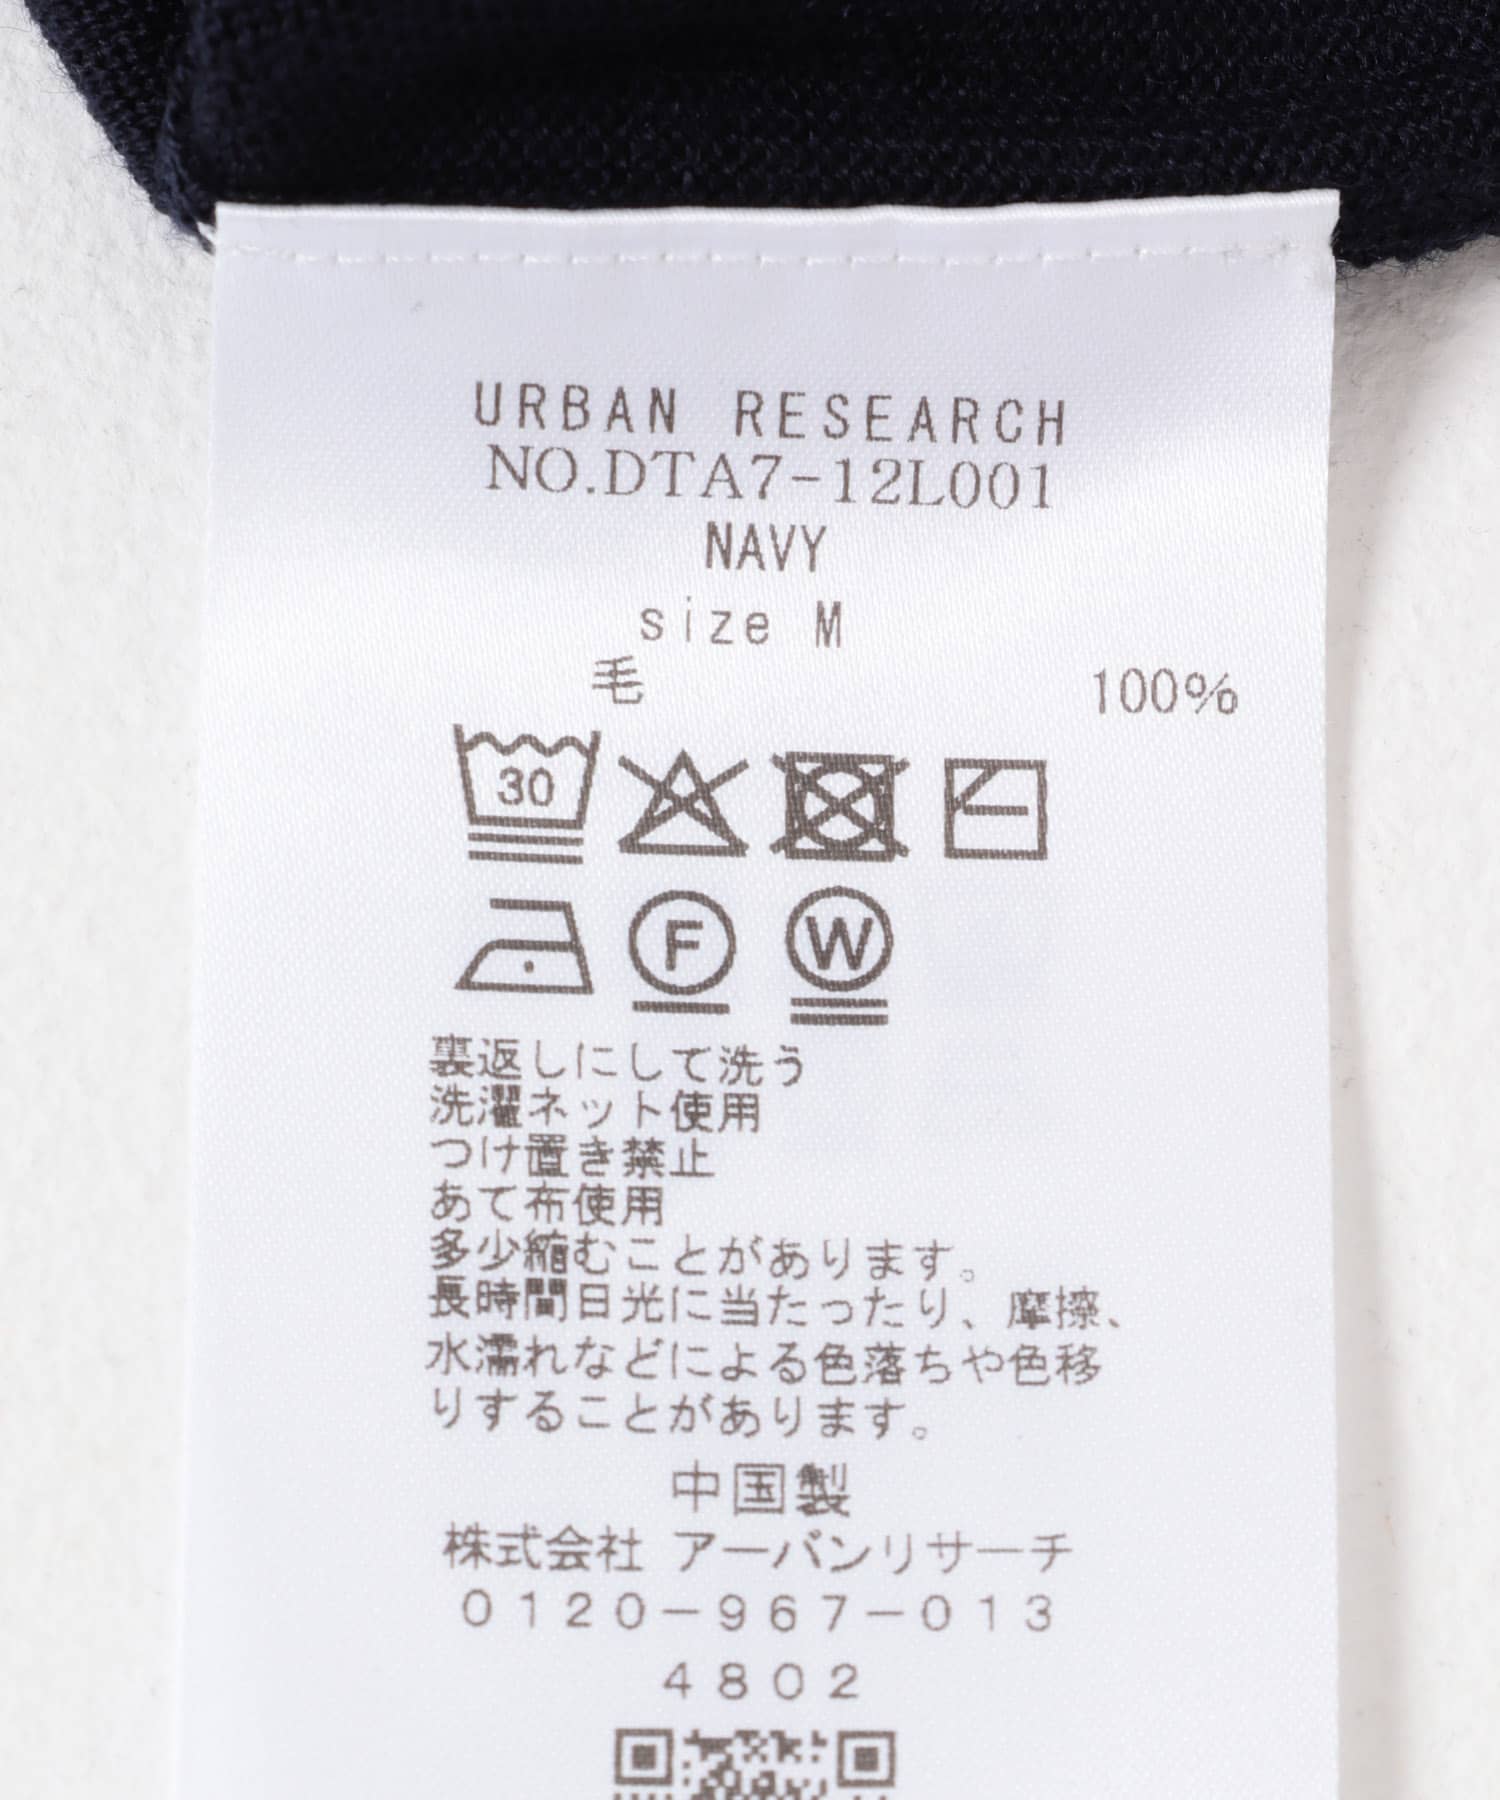 URBAN RESEARCH
NO.DTA7-12L001
NAVY
size M
毛 100%
30
F W
裏返しにして洗う
洗濯ネット使用
つけ置き禁止
あて布使用
多少縮むことがあります。
長時間日光に当たったり、摩擦、
水濡れなどによる色落ちや色移
りすることがあります。
中国製
株式会社 アーバンリサーチ
0120-967-013
4802